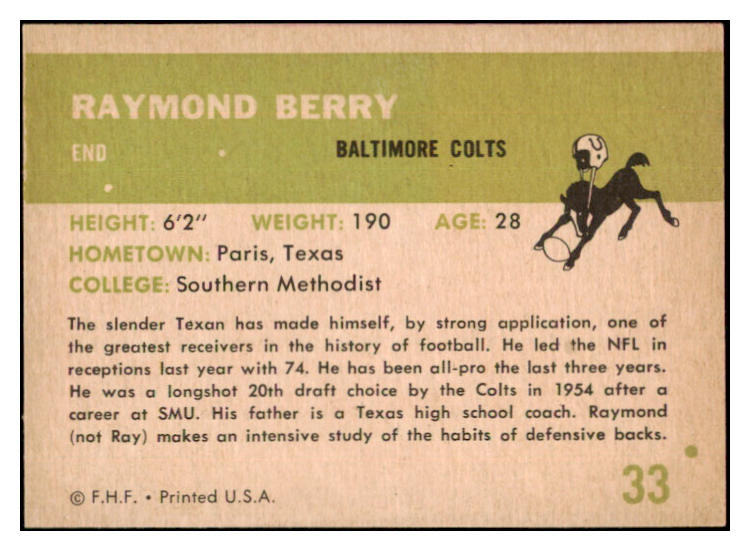 RAYMOND BERRY
END
BALTIMORE COLTS
HEIGHT: 6'2" WEIGHT: 190 AGE: 28
HOMETOWN: Paris, Texas
COLLEGE: Southern Methodist
The slender Texan has made himself, by strong application, one of
the greatest receivers in the history of football. He led the NFL in
receptions last year with 74. He has been all-pro the last three years.
He was a longshot 20th draft choice by the Colts in 1954 after a
career at SMU. His father is a Texas high school coach. Raymond
(not Ray) makes an intensive study of the habits of defensive backs.
© F.H.F. • Printed U.S.A.
33